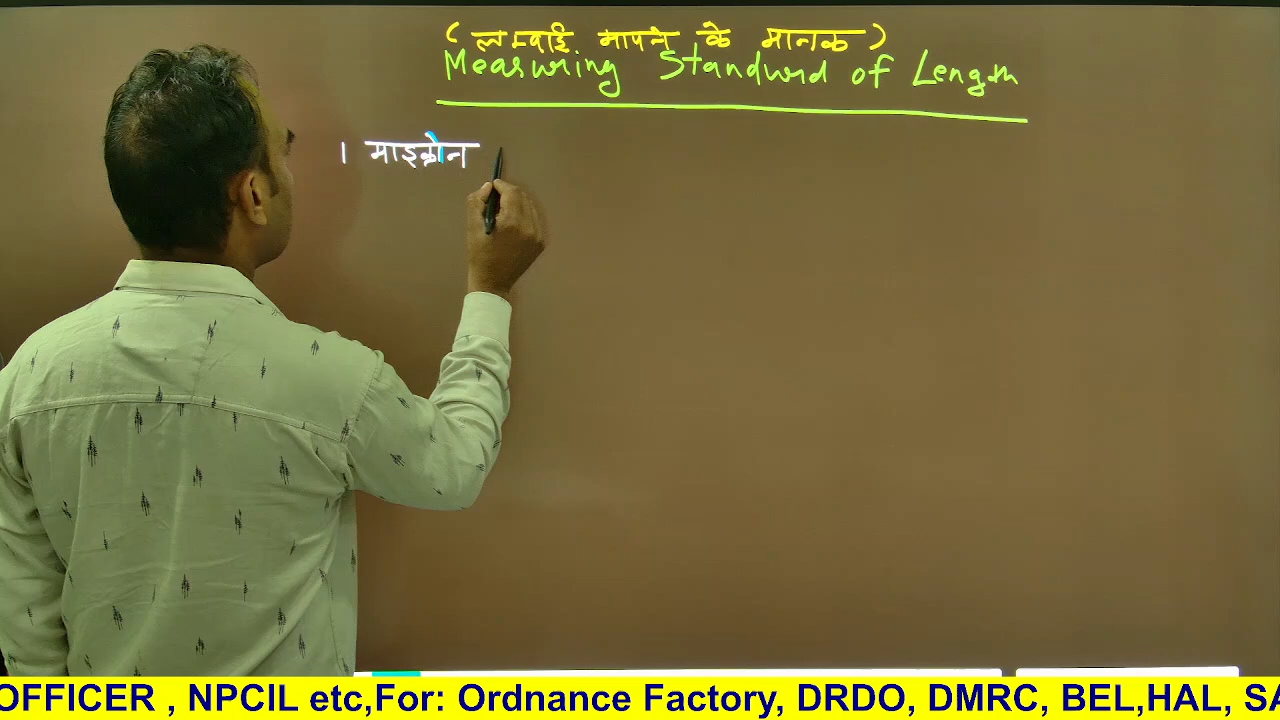 (लम्वाई मापने के मानक)
Measuring Standurd of Length
1 माइक्रोन
OFFICER , NPCIL etc,For: Ordnance Factory, DRDO, DMRC, BEL,HAL, SA